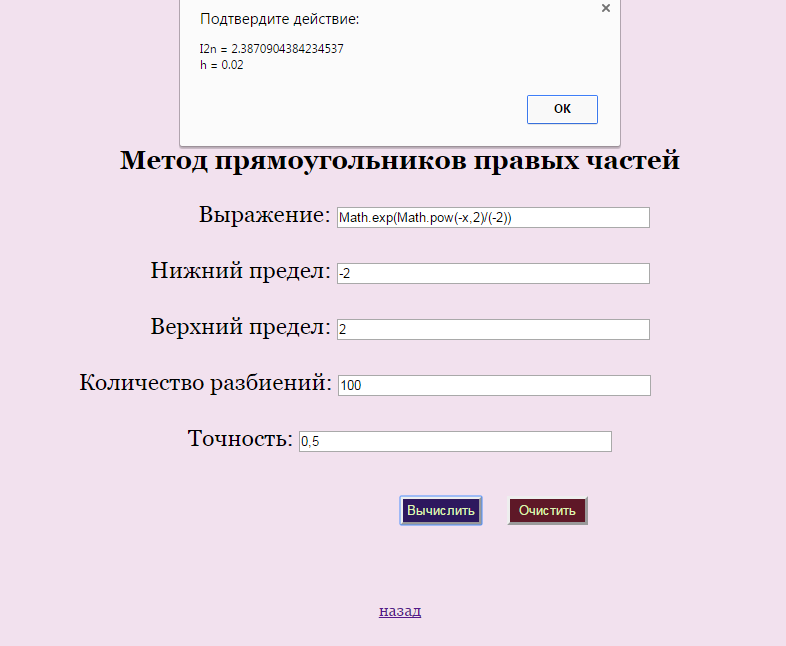 Подтвердите действие:
I2n = 2.3870904384234537
h = 0.02
OK
Метод прямоугольников правых частей
Выражение: Math.exp(Math.pow(-x,2)/(-2))
Нижний предел: -2
Верхний предел: 2
Количество разбиений: 100
Точность: 0,5
Вычислить Очистить
назад